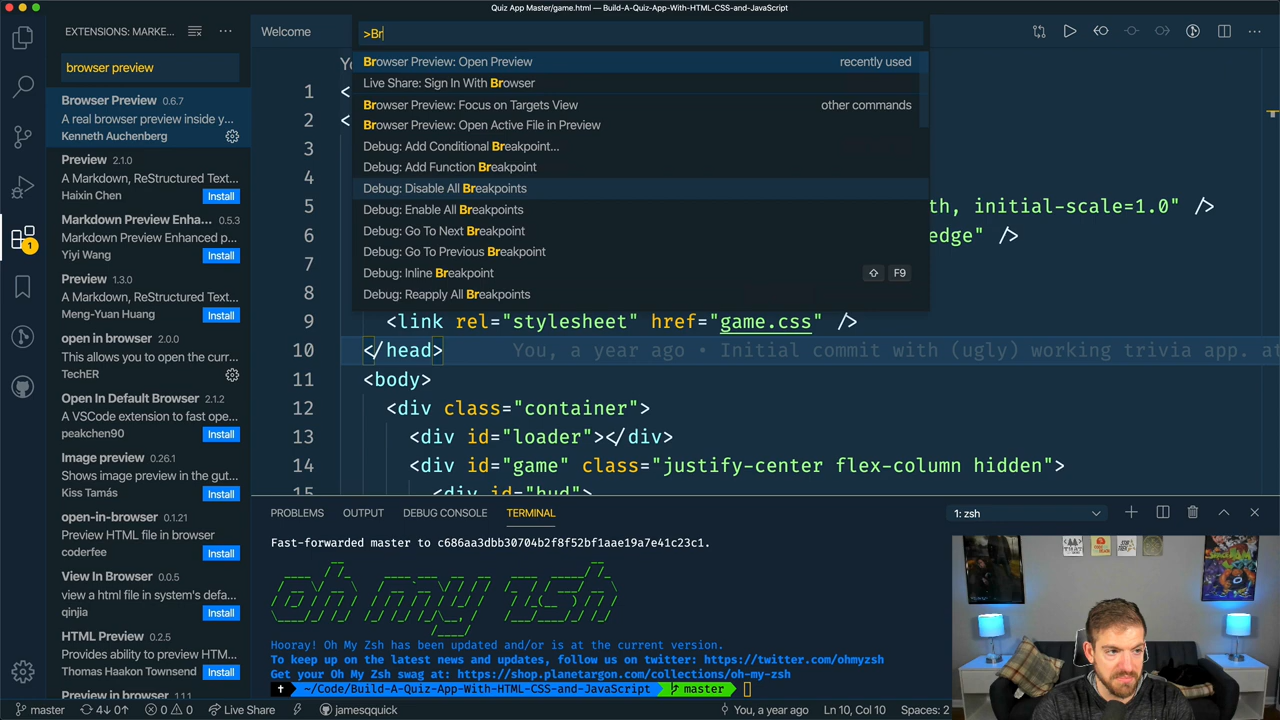 Quiz App Master/game.html — Build-A-Quiz-App-With-HTML-CSS-and-JavaScript
EXTENSIONS: MARKE...
browser preview
Browser Preview 0.6.7
A real browser preview inside y...
Kenneth Auchenberg
Preview 2.1.0
A Markdown, ReStructured Text...
Haixin Chen
Install
Markdown Preview Enha... 0.5.3
Markdown Preview Enhanced p...
Yiyi Wang
Install
Preview 1.3.0
A Markdown, ReStructured Text...
Meng-Yuan Huang
Install
open in browser 2.0.0
This allows you to open the curr...
TechER
Open In Default Browser 2.1.2
A VSCode extension to fast ope...
peakchen90
Install
Image preview 0.26.1
Shows image preview in the gut...
Kiss Tamás
Install
open-in-browser 0.1.21
Preview HTML file in browser
coderfee
Install
View In Browser 0.0.5
view a html file in system's defa...
qinjia
Install
HTML Preview 0.2.5
Provides ability to preview HTM...
Thomas Haakon Townsend
Install
Preview in browser 1.1.1
1
Welcome
>Br
Browser Preview: Open Preview recently used
Live Share: Sign In With Browser
Browser Preview: Focus on Targets View other commands
Browser Preview: Open Active File in Preview
Debug: Add Conditional Breakpoint...
Debug: Add Function Breakpoint
Debug: Disable All Breakpoints
Debug: Enable All Breakpoints
Debug: Go To Next Breakpoint
Debug: Go To Previous Breakpoint
Debug: Inline Breakpoint F9
Debug: Reapply All Breakpoints
Yo
1 <
2 <
3
4
5 th, initial-scale=1.0" />
6 edge" />
7
8
9 <link rel="stylesheet" href="game.css" />
10 </head> You, a year ago • Initial commit with (ugly) working trivia app. at
11 <body>
12 <div class="container">
13 <div id="loader"></div>
14 <div id="game" class="justify-center flex-column hidden">
15 <div id="hud">
PROBLEMS OUTPUT DEBUG CONSOLE TERMINAL 1: zsh
Fast-forwarded master to c686aa3dbb30704b2f8f52bf1aae19a7e41c23c1.
oh my zsh
Hooray! Oh My Zsh has been updated and/or is at the current version.
To keep up on the latest news and updates, follow us on twitter: https://twitter.com/ohmyzsh
Get your Oh My Zsh swag at: https://shop.planetargon.com/collections/oh-my-zsh
~/Code/Build-A-Quiz-App-With-HTML-CSS-and-JavaScript master
master 4↓ 0↑ 0 0 Live Share jamesqquick You, a year ago Ln 10, Col 10 Spaces: 2